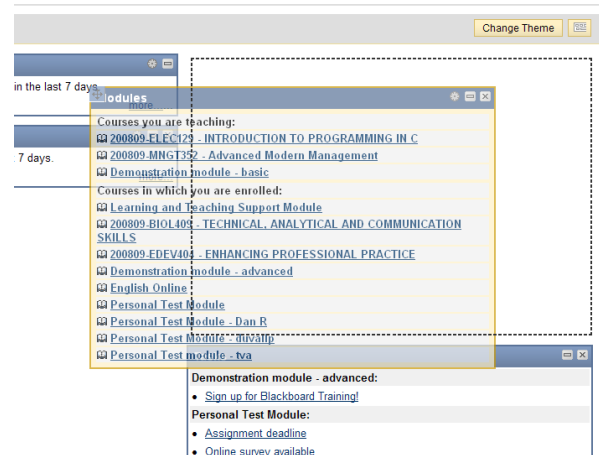 Change Theme
in the last 7 days.
more...
7 days.
more...
Modules
Courses you are teaching:
200809-ELEC129 - INTRODUCTION TO PROGRAMMING IN C
200809-MNGT352 - Advanced Modern Management
Demonstration module - basic
Courses in which you are enrolled:
Learning and Teaching Support Module
200809-BIOL409 - TECHNICAL, ANALYTICAL AND COMMUNICATION
SKILLS
200809-EDEV404 - ENHANCING PROFESSIONAL PRACTICE
Demonstration module - advanced
English Online
Personal Test Module
Personal Test Module - Dan R
Personal Test Module - duvallp
Personal Test module - tva
Demonstration module - advanced:
Sign up for Blackboard Training!
Personal Test Module:
Assignment deadline
Online survey available